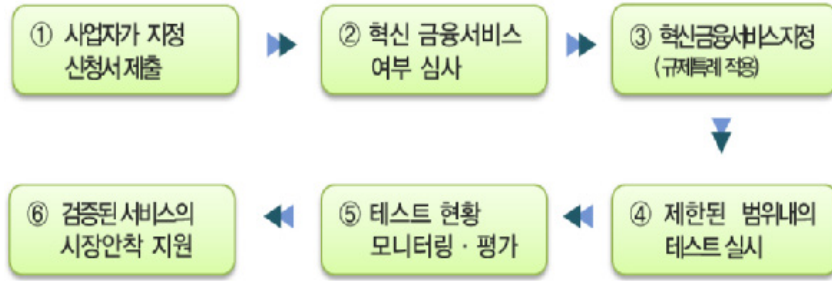 ① 사업자가 지정
신청서 제출
② 혁신 금융서비스
여부 심사
③ 혁신금융서비스지정
(규제특례 적용)
④ 제한된 범위내의
테스트 실시
⑤ 테스트 현황
모니터링 · 평가
⑥ 검증된 서비스의
시장안착 지원